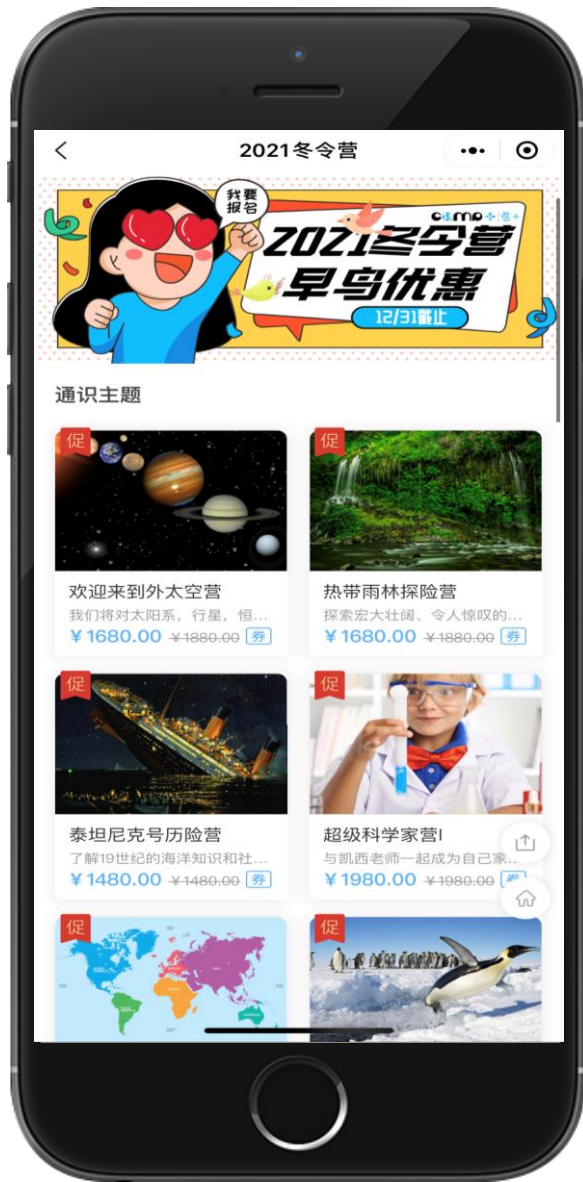 2021冬令营
我要
报名
2021冬令营
早鸟优惠
12/31截止
通识主题
促
促
欢迎来到外太空营
热带雨林探险营
我们将对太阳系，行星，恒...
探索宏大壮阔、令人惊叹的...
¥1680.00 ¥1880.00 券
¥1680.00 ¥1880.00 券
促
促
泰坦尼克号历险营
超级科学家营I
了解19世纪的海洋知识和社...
与凯西老师一起成为自己家...
¥1480.00 ¥1480.00 券
¥1980.00 ¥1980.00 券
促
促